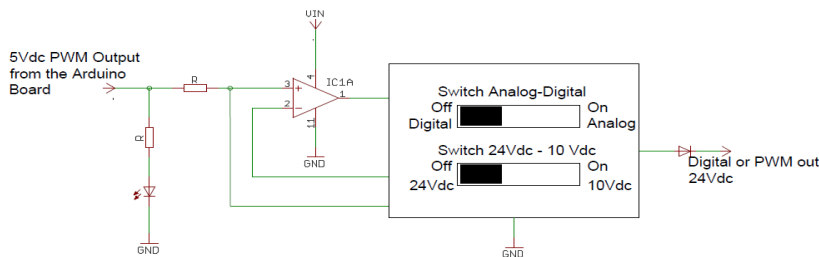 5Vdc PWM Output
from the Arduino
Board
R
R
GND
VIN
IC1A
3
2
4
11
1
GND
Switch Analog-Digital
Off
Digital
On
Analog
Switch 24Vdc - 10 Vdc
Off
24Vdc
On
10Vdc
GND
Digital or PWM out
24Vdc